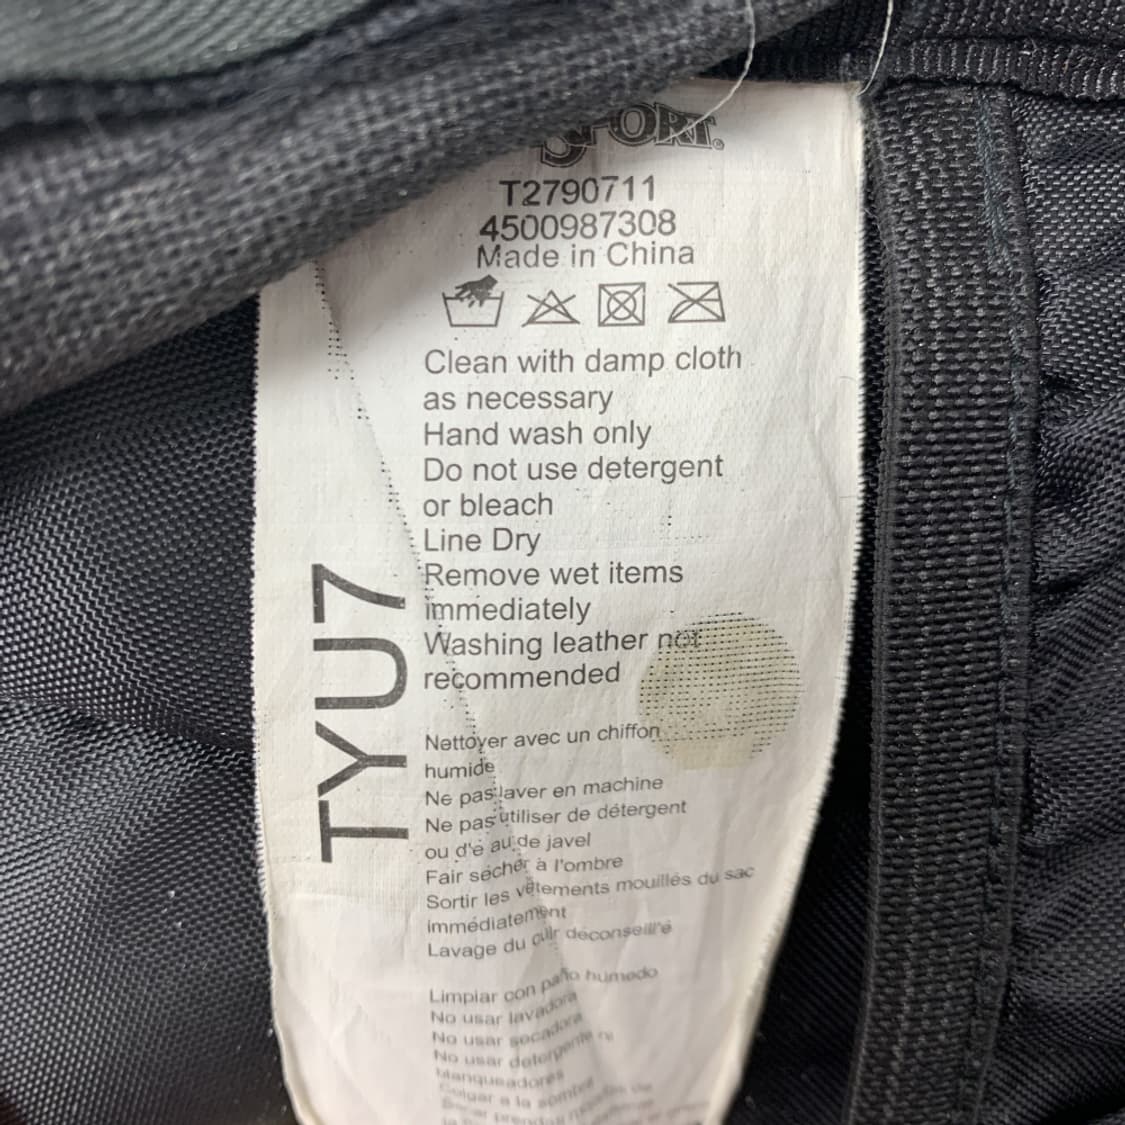 SPORT®
T2790711
4500987308
Made in China
Clean with damp cloth
as necessary
Hand wash only
Do not use detergent
or bleach
Line Dry
Remove wet items
immediately
Washing leather not
recommended
TYU7
Nettoyer avec un chiffon
humide
Ne pas laver en machine
Ne pas utiliser de détergent
ou d'e au de javel
Fair sécher à l'ombre
Sortir les vêtements mouillés du sac
immédiatement
Lavage du cuir déconseill'é
Limpiar con paño humedo
No usar lavadora
No usar secadora
No usar detergente ni
blanqueadores
Colgar a la sombra